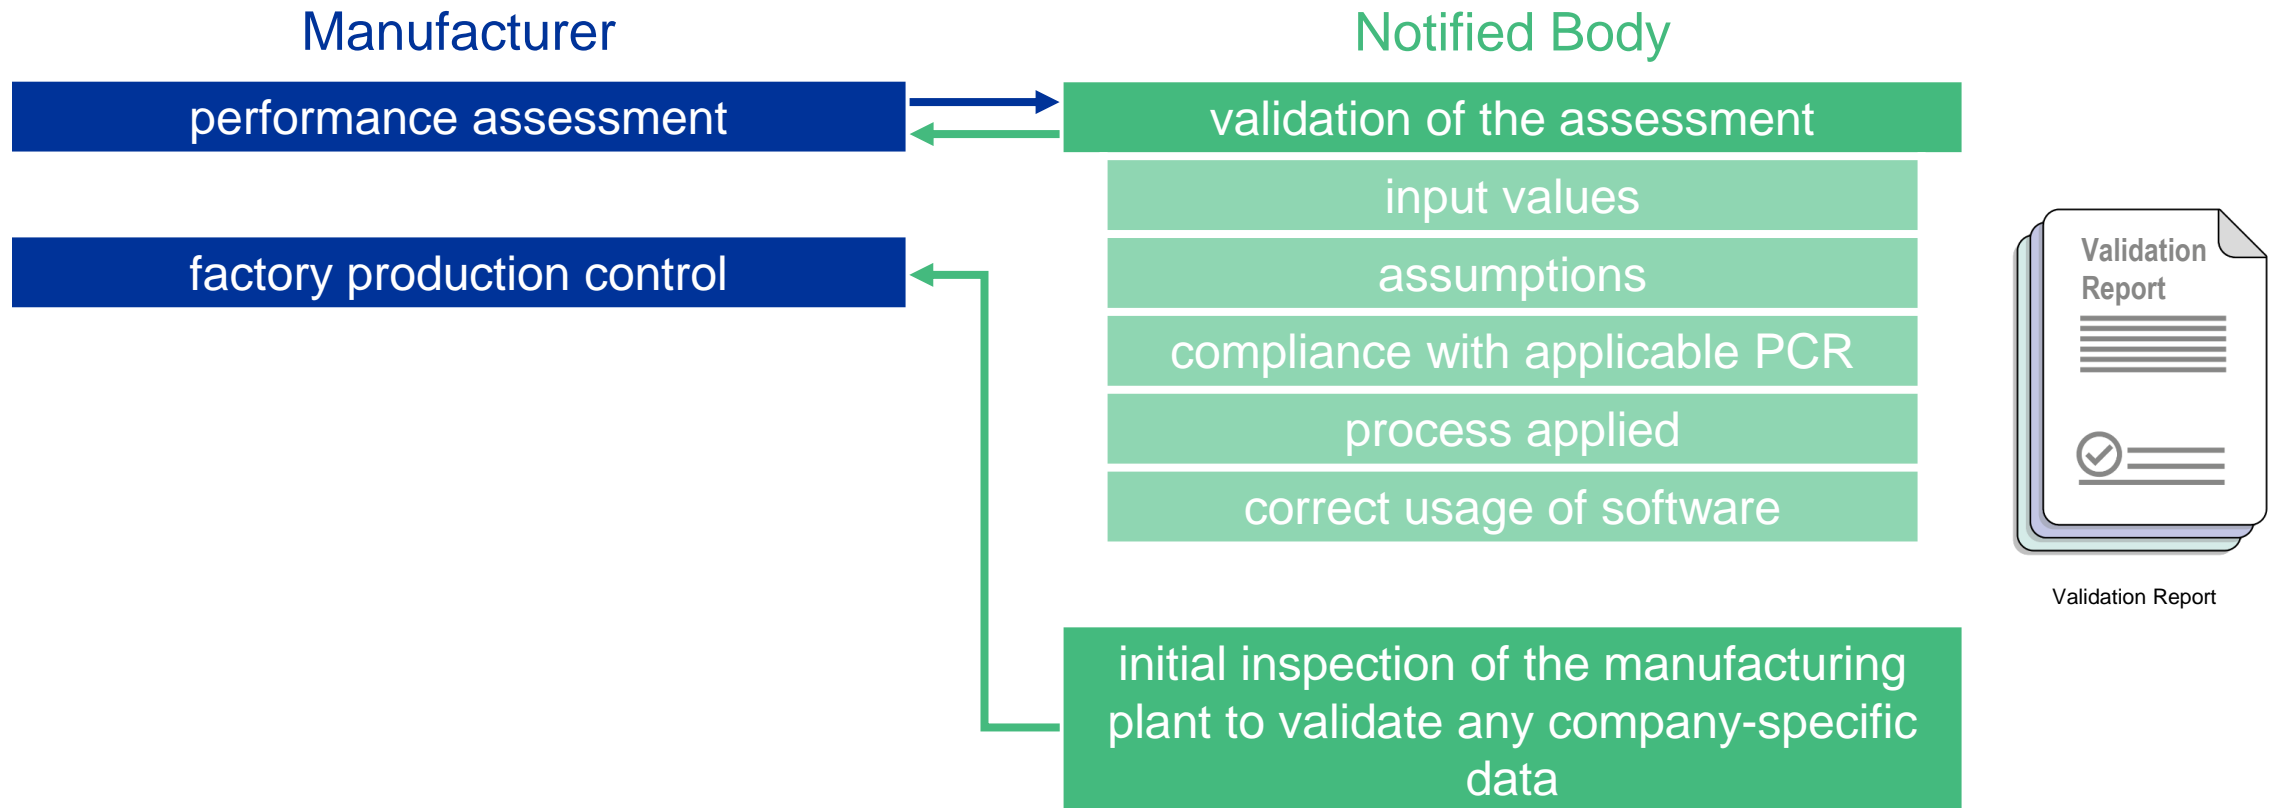 Manufacturer
Notified Body
performance assessment
validation of the assessment
input values
factory production control
assumptions
compliance with applicable PCR
process applied
correct usage of software
Validation
Report
Validation Report
initial inspection of the manufacturing
plant to validate any company-specific
data